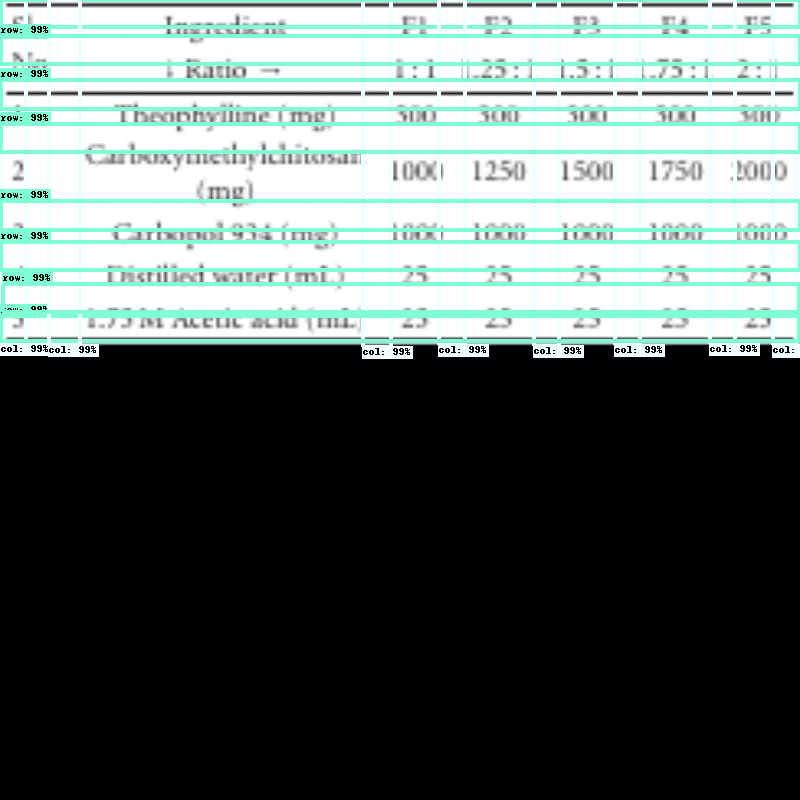 Sl Ingredient F1 F2 F3 F4 F5
row: 99%
No ↓ Ratio → 1 : 1 1.25 : 1 1.5 : 1 1.75 : 1 2 : 1
row: 99%
1 Theophylline (mg) 300 300 300 300 300
row: 99%
Carboxymethylchitosan
2 1000 1250 1500 1750 2000
(mg)
row: 99%
3 Carbopol 934 (mg) 1000 1000 1000 1000 1000
row: 99%
Distilled water (mL) 25 25 25 25 25
row: 99%
row: 99%
5 1.75 M Acetic acid (mL) 25 25 25 25 25
col: 99% col: 99% col: 99% col: 99% col: 99% col: 99% col: 99% col: